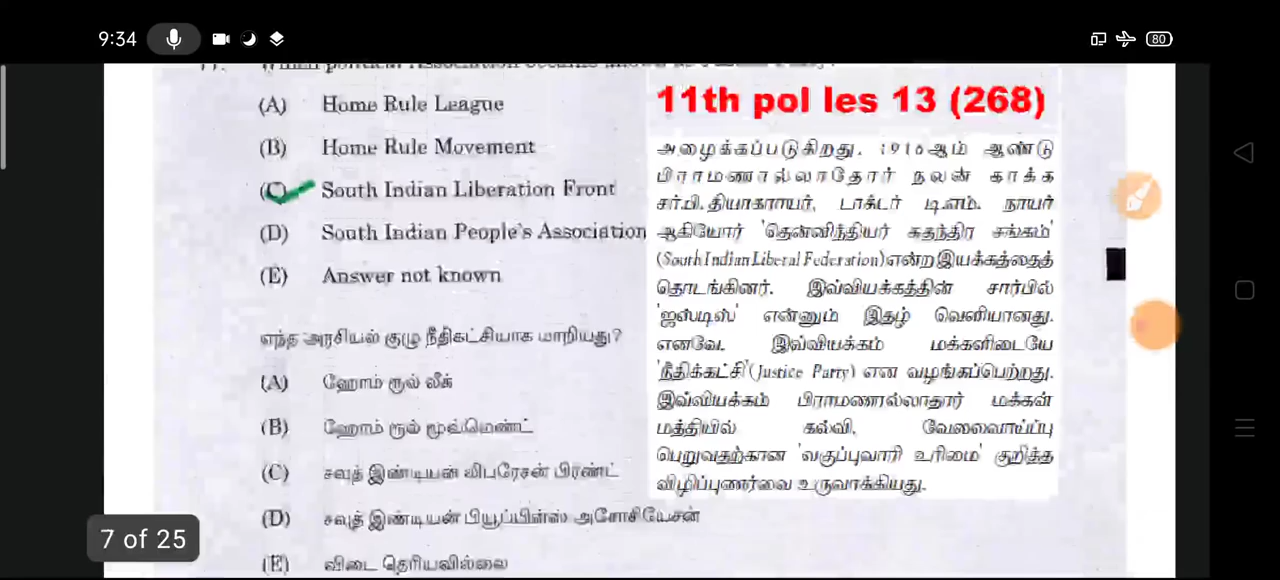 9:34
80
(A) Home Rule League
(B) Home Rule Movement
(C) South Indian Liberation Front
(D) South Indian People's Association
(E) Answer not known
எந்த அரசியல் குழு நீதிகட்சியாக மாறியது?
(A) ஹோம் ரூல் லீக்
(B) ஹோம் ரூல் மூவ்மெண்ட்
(C) சவுத் இண்டியன் லிபரேசன் பிரண்ட்
(D) சவுத் இண்டியன் பியூப்பிள்ஸ் அசோசியேசன்
(E) விடை தெரியவில்லை
11th pol les 13 (268)
அழைக்கப்படுகிறது. 1916ஆம் ஆண்டு
பிராமணரல்லாதோர் நலன் காக்க
சர்.பி.தியாகராயர், டாக்டர் டி.எம். நாயர்
ஆகியோர் 'தென்னிந்தியர் சுதந்திர சங்கம்'
(South Indian Liberal Federation) என்ற இயக்கத்தைத்
தொடங்கினர். இவ்வியக்கத்தின் சார்பில்
'ஜஸ்டிஸ்' என்னும் இதழ் வெளியானது.
எனவே, இவ்வியக்கம் மக்களிடையே
'நீதிக்கட்சி'(Justice Party) என வழங்கப்பெற்றது.
இவ்வியக்கம் பிராமணரல்லாதார் மக்கள்
மத்தியில் கல்வி, வேலைவாய்ப்பு
பெறுவதற்கான 'வகுப்புவாரி உரிமை' குறித்த
விழிப்புணர்வை உருவாக்கியது.
7 of 25